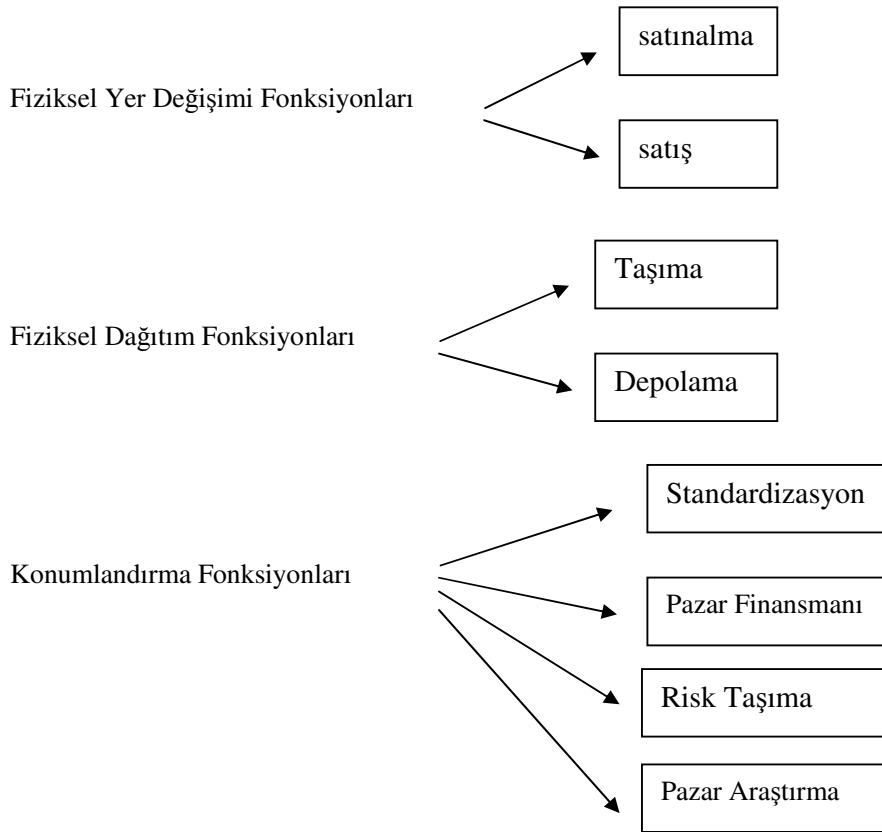 Fiziksel Yer Değişimi Fonksiyonları
satınalma
satış
Fiziksel Dağıtım Fonksiyonları
Taşıma
Depolama
Konumlandırma Fonksiyonları
Standardizasyon
Pazar Finansmanı
Risk Taşıma
Pazar Araştırma